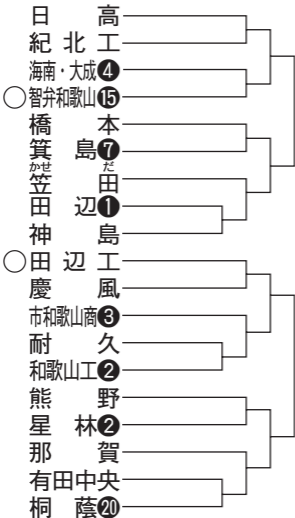 日高
紀北工
海南・大成❹
○智弁和歌山⓯
橋本
箕島❼
かせだ
笠田
田辺❶
神島
○田辺工
慶風
市和歌山商❸
耐久
和歌山工❷
熊野
星林❷
那賀
有田中央
桐蔭⓴